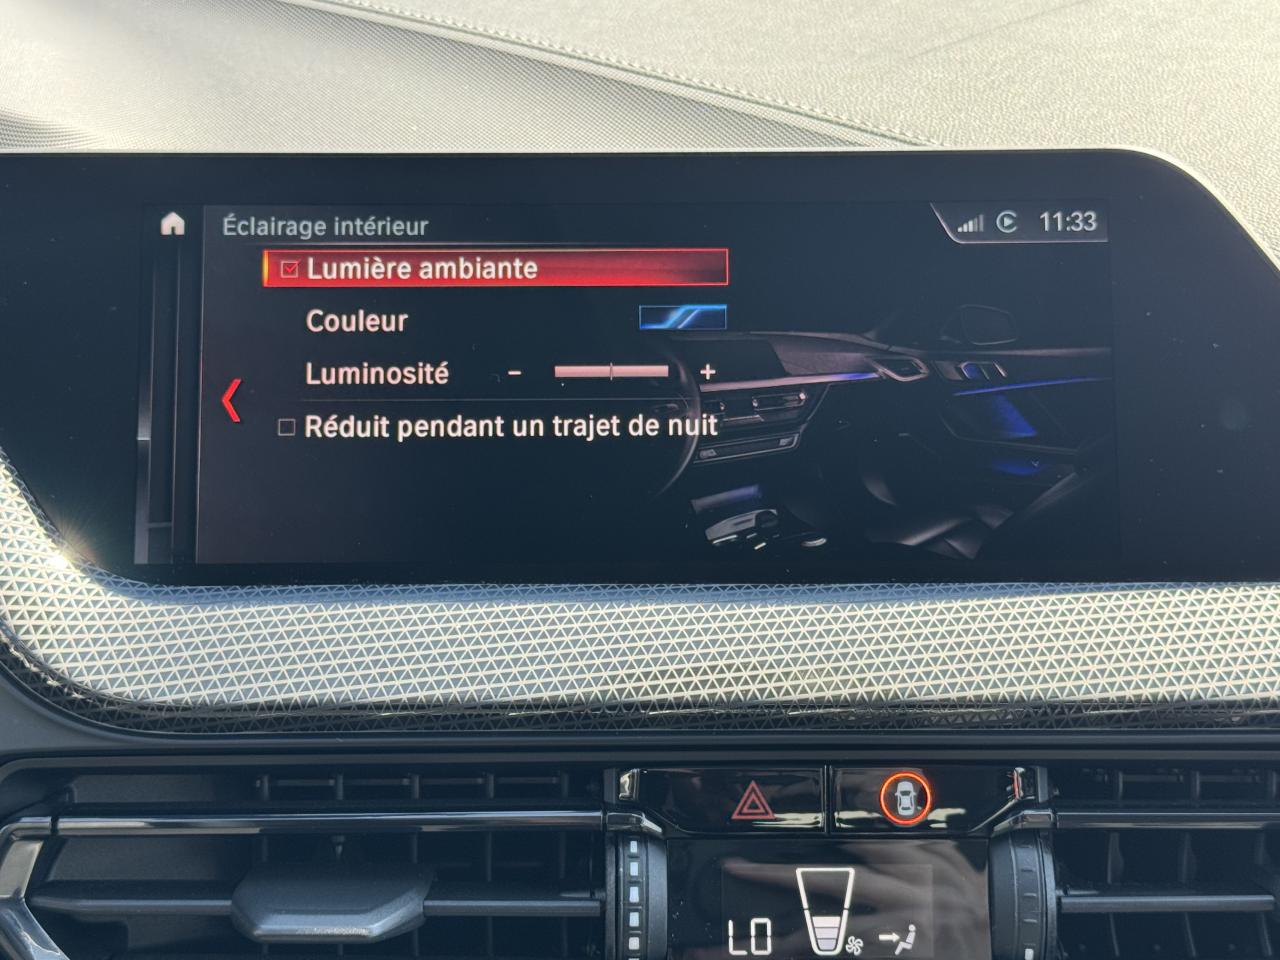 Éclairage intérieur
11:33
Lumière ambiante
Couleur
Luminosité - +
Réduit pendant un trajet de nuit
LO